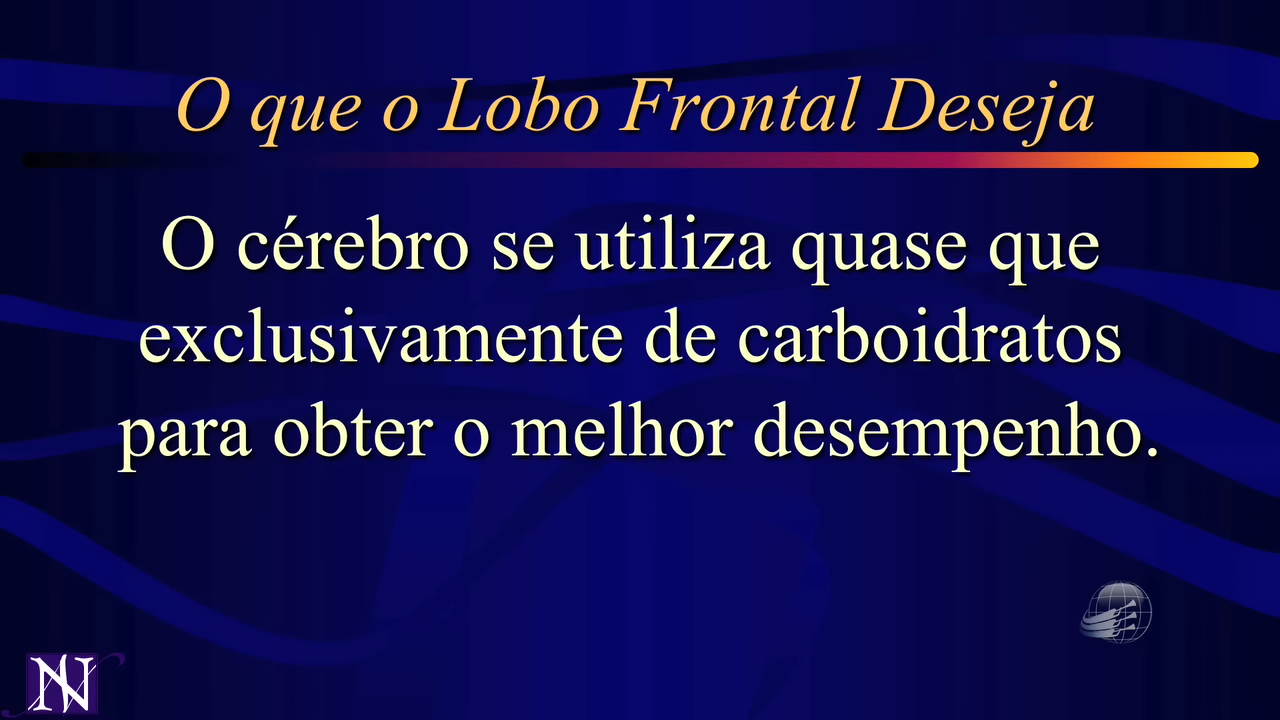 O que o Lobo Frontal Deseja
O cérebro se utiliza quase que
exclusivamente de carboidratos
para obter o melhor desempenho.
N